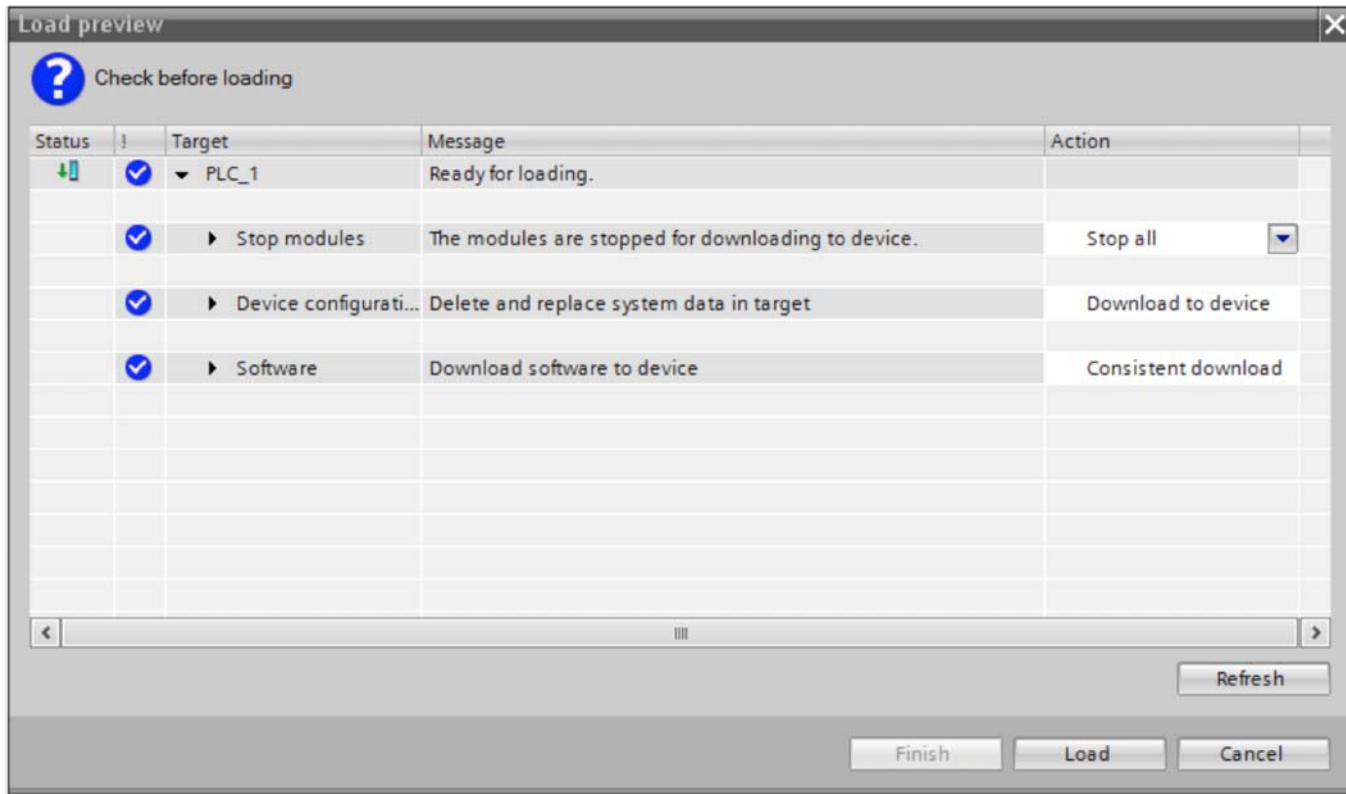 Load preview
Check before loading
Status ! Target Message Action
PLC_1 Ready for loading.
Stop modules The modules are stopped for downloading to device. Stop all
Device configurati... Delete and replace system data in target Download to device
Software Download software to device Consistent download
Refresh
Finish Load Cancel